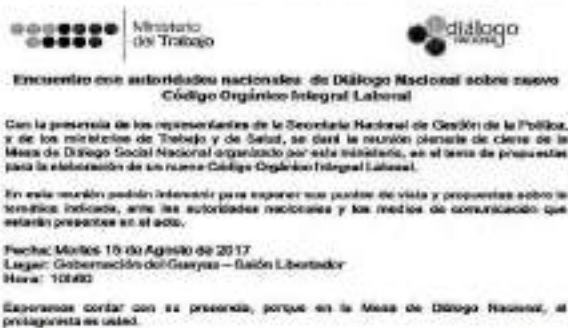 Ministerio
del Trabajo
diálogo
NACIONAL
Encuentro con autoridades nacionales de Diálogo Nacional sobre nuevo
Código Orgánico Integral Laboral
Con la presencia de los representantes de la Secretaría Nacional de Gestión de la Política,
y de los ministerios de Trabajo y de Salud, se dará la reunión plenaria de cierre de la
Mesa de Diálogo Social Nacional organizado por este ministerio, en el tema de propuestas
para la elaboración de un nuevo Código Orgánico Integral Laboral.
En esta reunión podrán intervenir para exponer sus puntos de vista y propuestas sobre la
temática indicada, ante las autoridades nacionales y los medios de comunicación que
estarán presentes en el acto.
Fecha: Martes 15 de Agosto de 2017
Lugar: Gobernación del Guayas – Salón Libertador
Hora: 10h00
Esperamos contar con su presencia, porque en la Mesa de Diálogo Nacional, el
protagonista es usted.